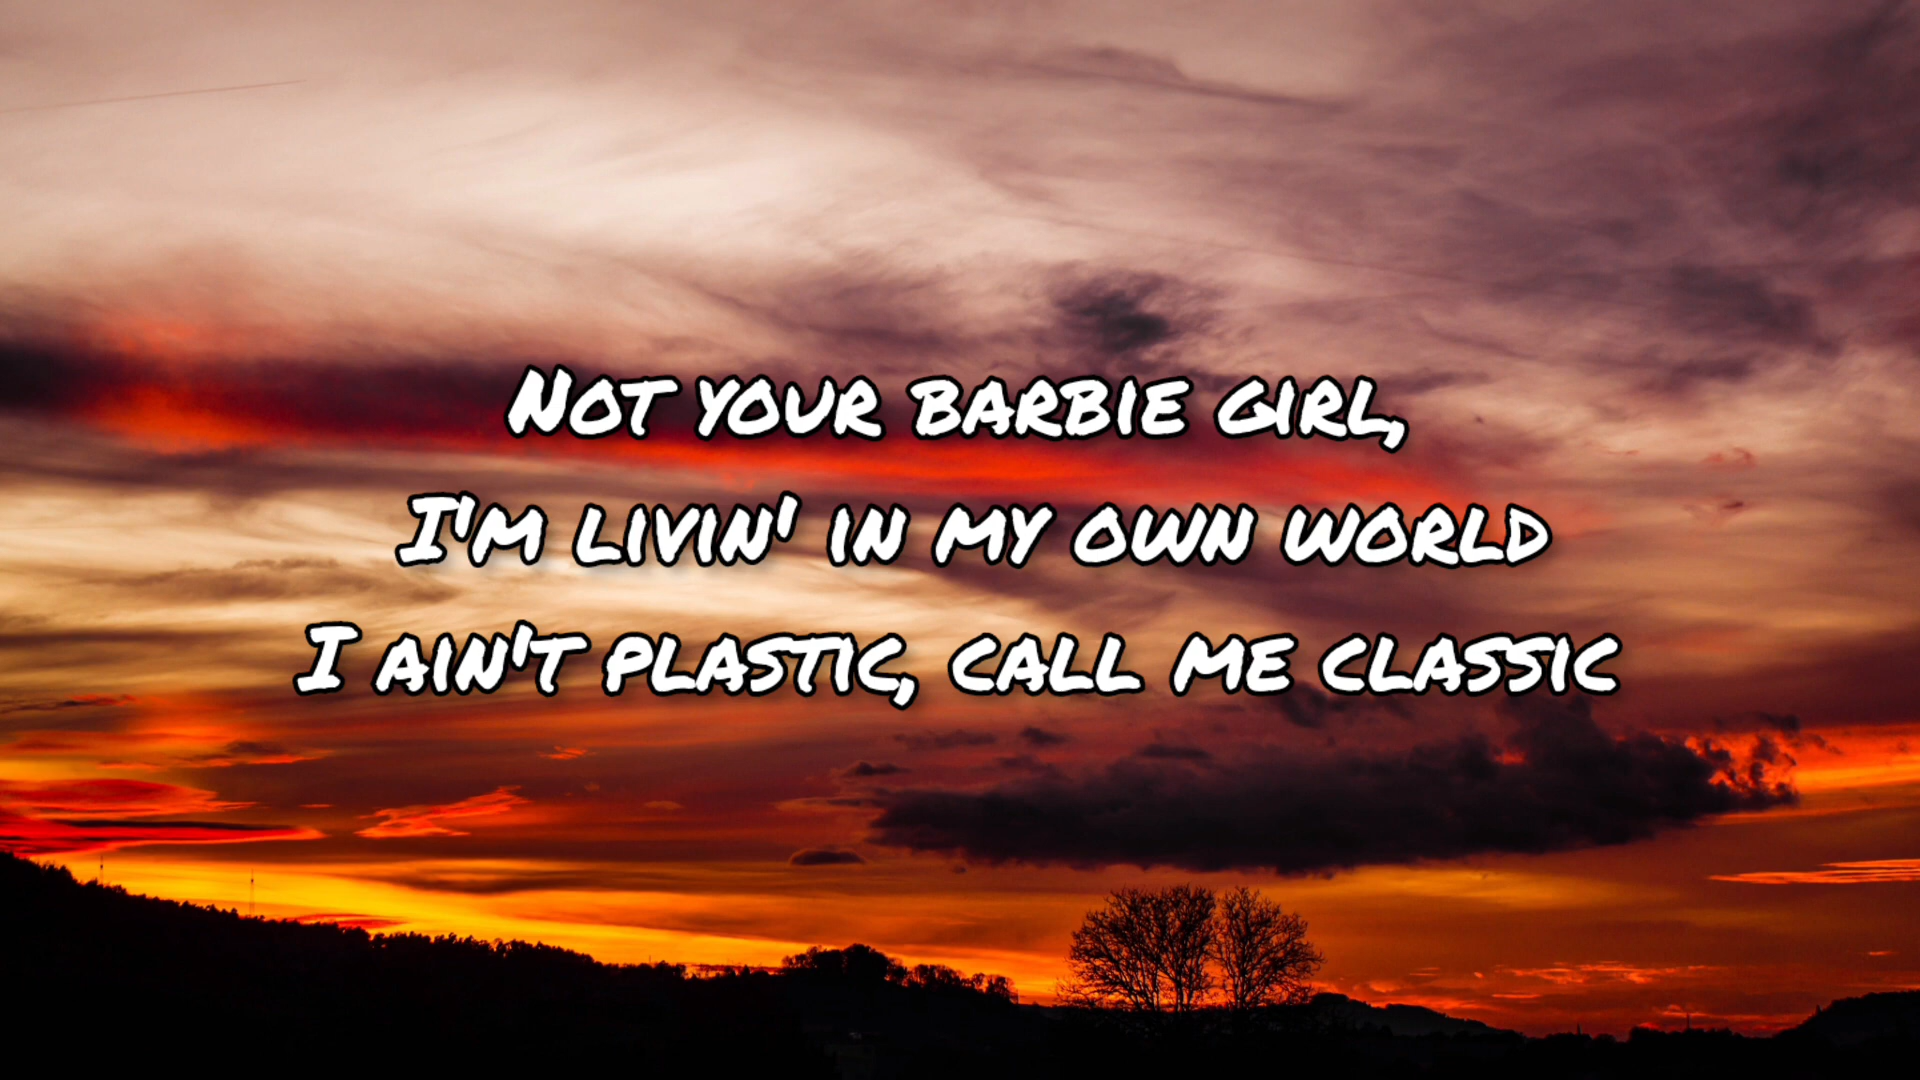 Not your barbie girl,
I'm livin' in my own world
I ain't plastic, call me classic